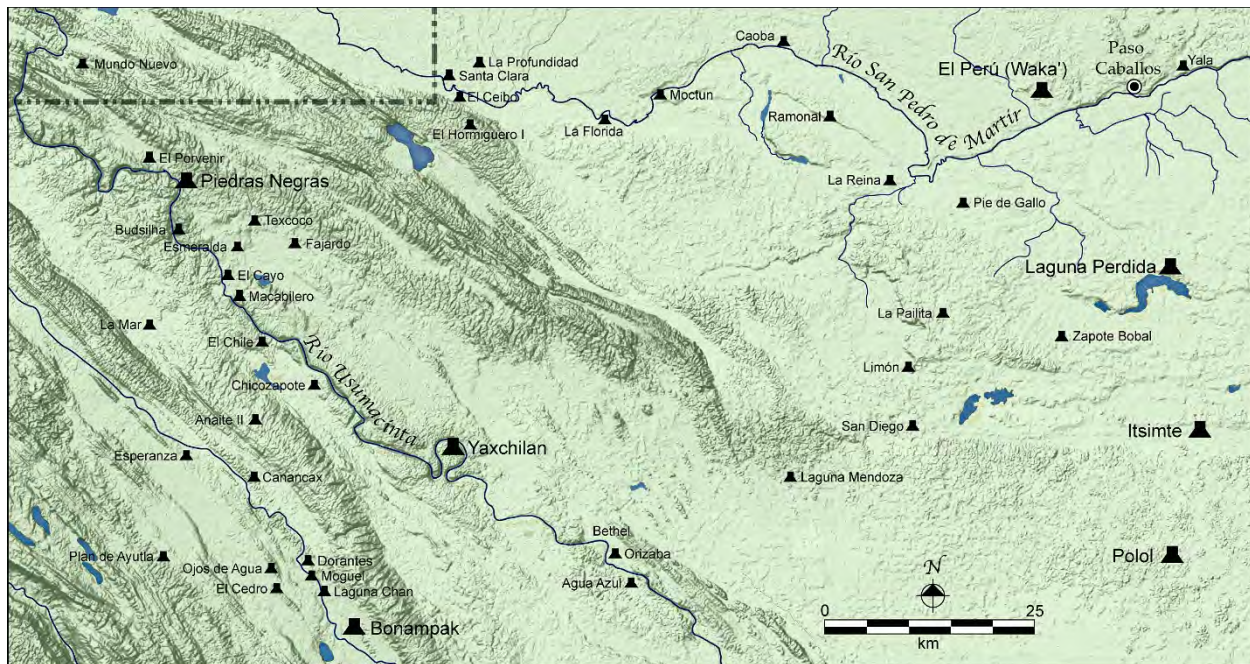 Caoba
Mundo Nuevo
La Profundidad
Santa Clara
El Perú (Waka')
Paso
Caballos
Yala
El Ceibo
Moctun
Río San Pedro de Martir
El Hormiguero I
La Florida
Ramonal
El Porvenir
Piedras Negras
La Reina
Pie de Gallo
Texcoco
Budsilha
Esmeralda
Fajardo
Laguna Perdida
El Cayo
Macabilero
La Mar
La Pailita
El Chile
Río Usumacinta
Zapote Bobal
Limón
Chicozapote
Anaite II
San Diego
Itsimte
Yaxchilan
Esperanza
Canancax
Laguna Mendoza
Bethel
Orizaba
Plan de Ayutla
Dorantes
Ojos de Agua
Moguel
Polol
El Cedro
Laguna Chan
Agua Azul
N
Bonampak
0 25
km